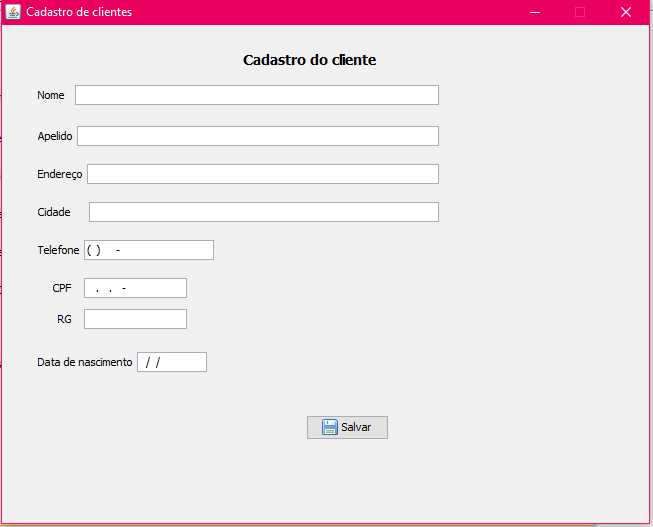 Cadastro de clientes
Cadastro do cliente
Nome
Apelido
Endereço
Cidade
Telefone ( ) -
CPF . . -
RG
Data de nascimento / /
Salvar